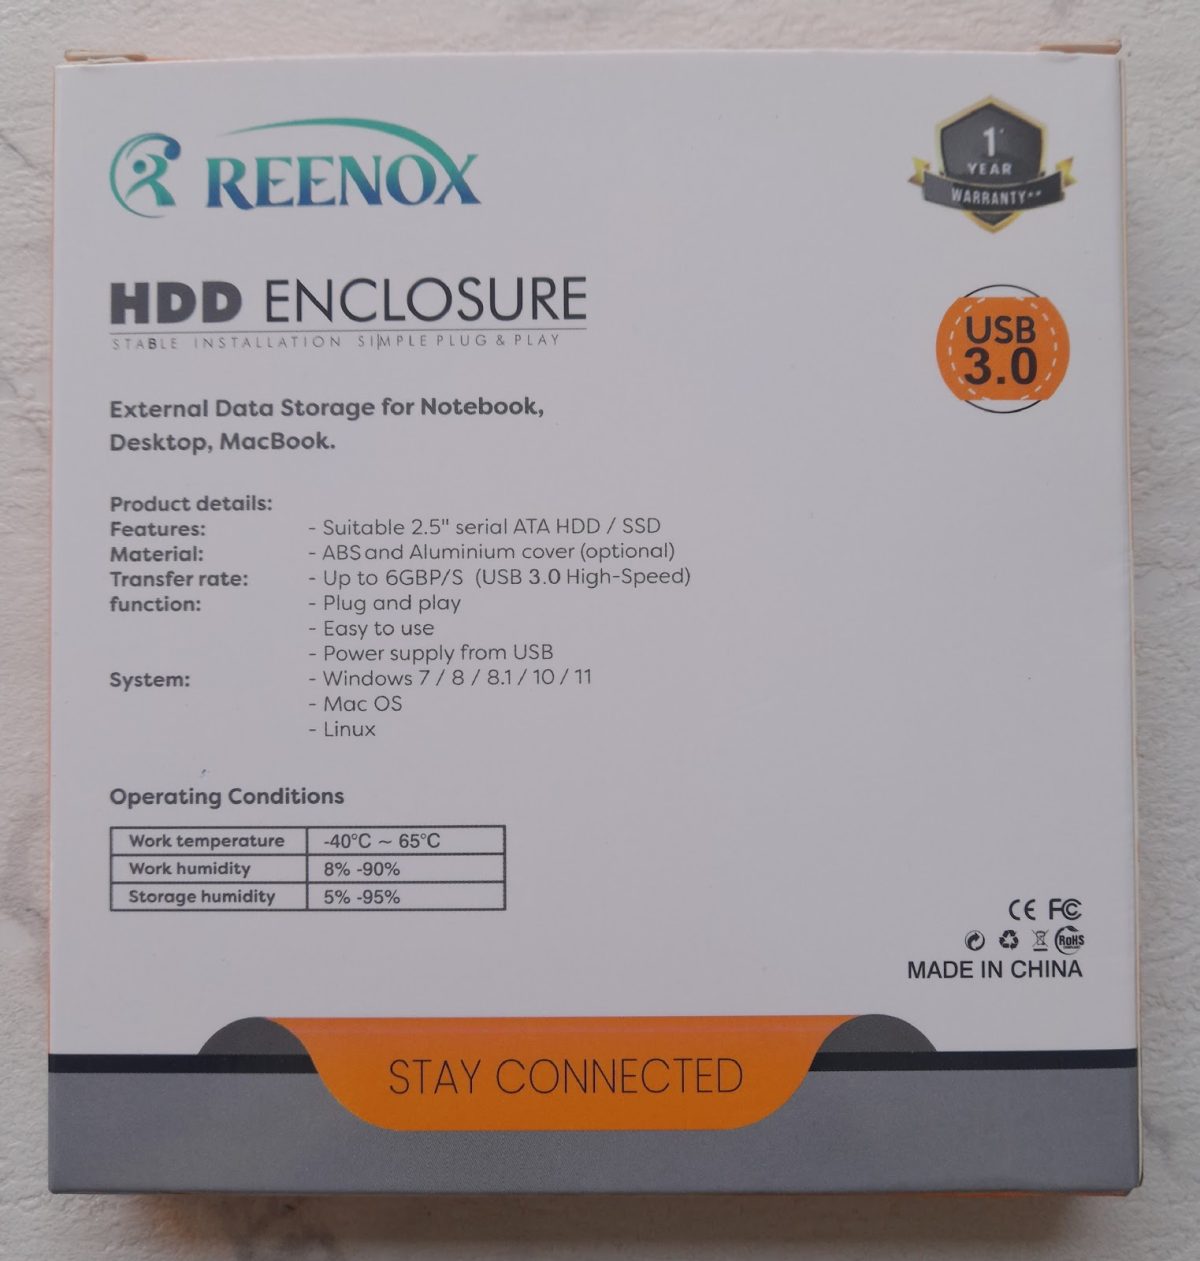 REENOX
1
YEAR
WARRANTY**
HDD ENCLOSURE
STABLE INSTALLATION SIMPLE PLUG & PLAY
USB
3.0
External Data Storage for Notebook,
Desktop, MacBook.
Product details:
Features: - Suitable 2.5" serial ATA HDD / SSD
Material: - ABS and Aluminium cover (optional)
Transfer rate: - Up to 6GBP/S (USB 3.0 High-Speed)
function: - Plug and play
- Easy to use
- Power supply from USB
System: - Windows 7 / 8 / 8.1 / 10 / 11
- Mac OS
- Linux
Operating Conditions
Work temperature -40°C ~ 65°C
Work humidity 8% -90%
Storage humidity 5% -95%
CE FC
RoHS
MADE IN CHINA
STAY CONNECTED